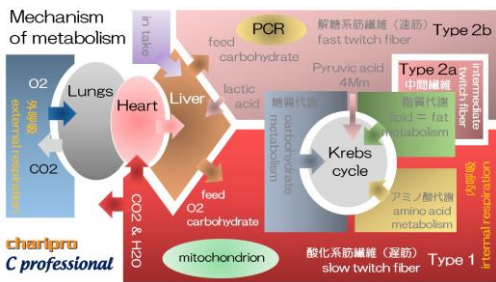 Mechanism
of metabolism
in take
PCR
解糖系筋繊維（速筋）
fast twitch fiber
Type 2b
feed
carbohydrate
Pyruvic acid
4Mm
Type 2a
中間繊維
intermediate
twitch fiber
O2
外呼吸
external respiration
Lungs
Heart
Liver
lactic
acid
糖質代謝
carbohydrate
metabolism
脂質代謝
lipid = fat
metabolism
CO2
Krebs
cycle
内呼吸
internal respiration
feed
O2
carbohydrate
アミノ酸代謝
amino acid
metabolism
CO2 & H2O
charipro
C professional
mitochondrion
酸化系筋繊維（遅筋）
slow twitch fiber
Type 1